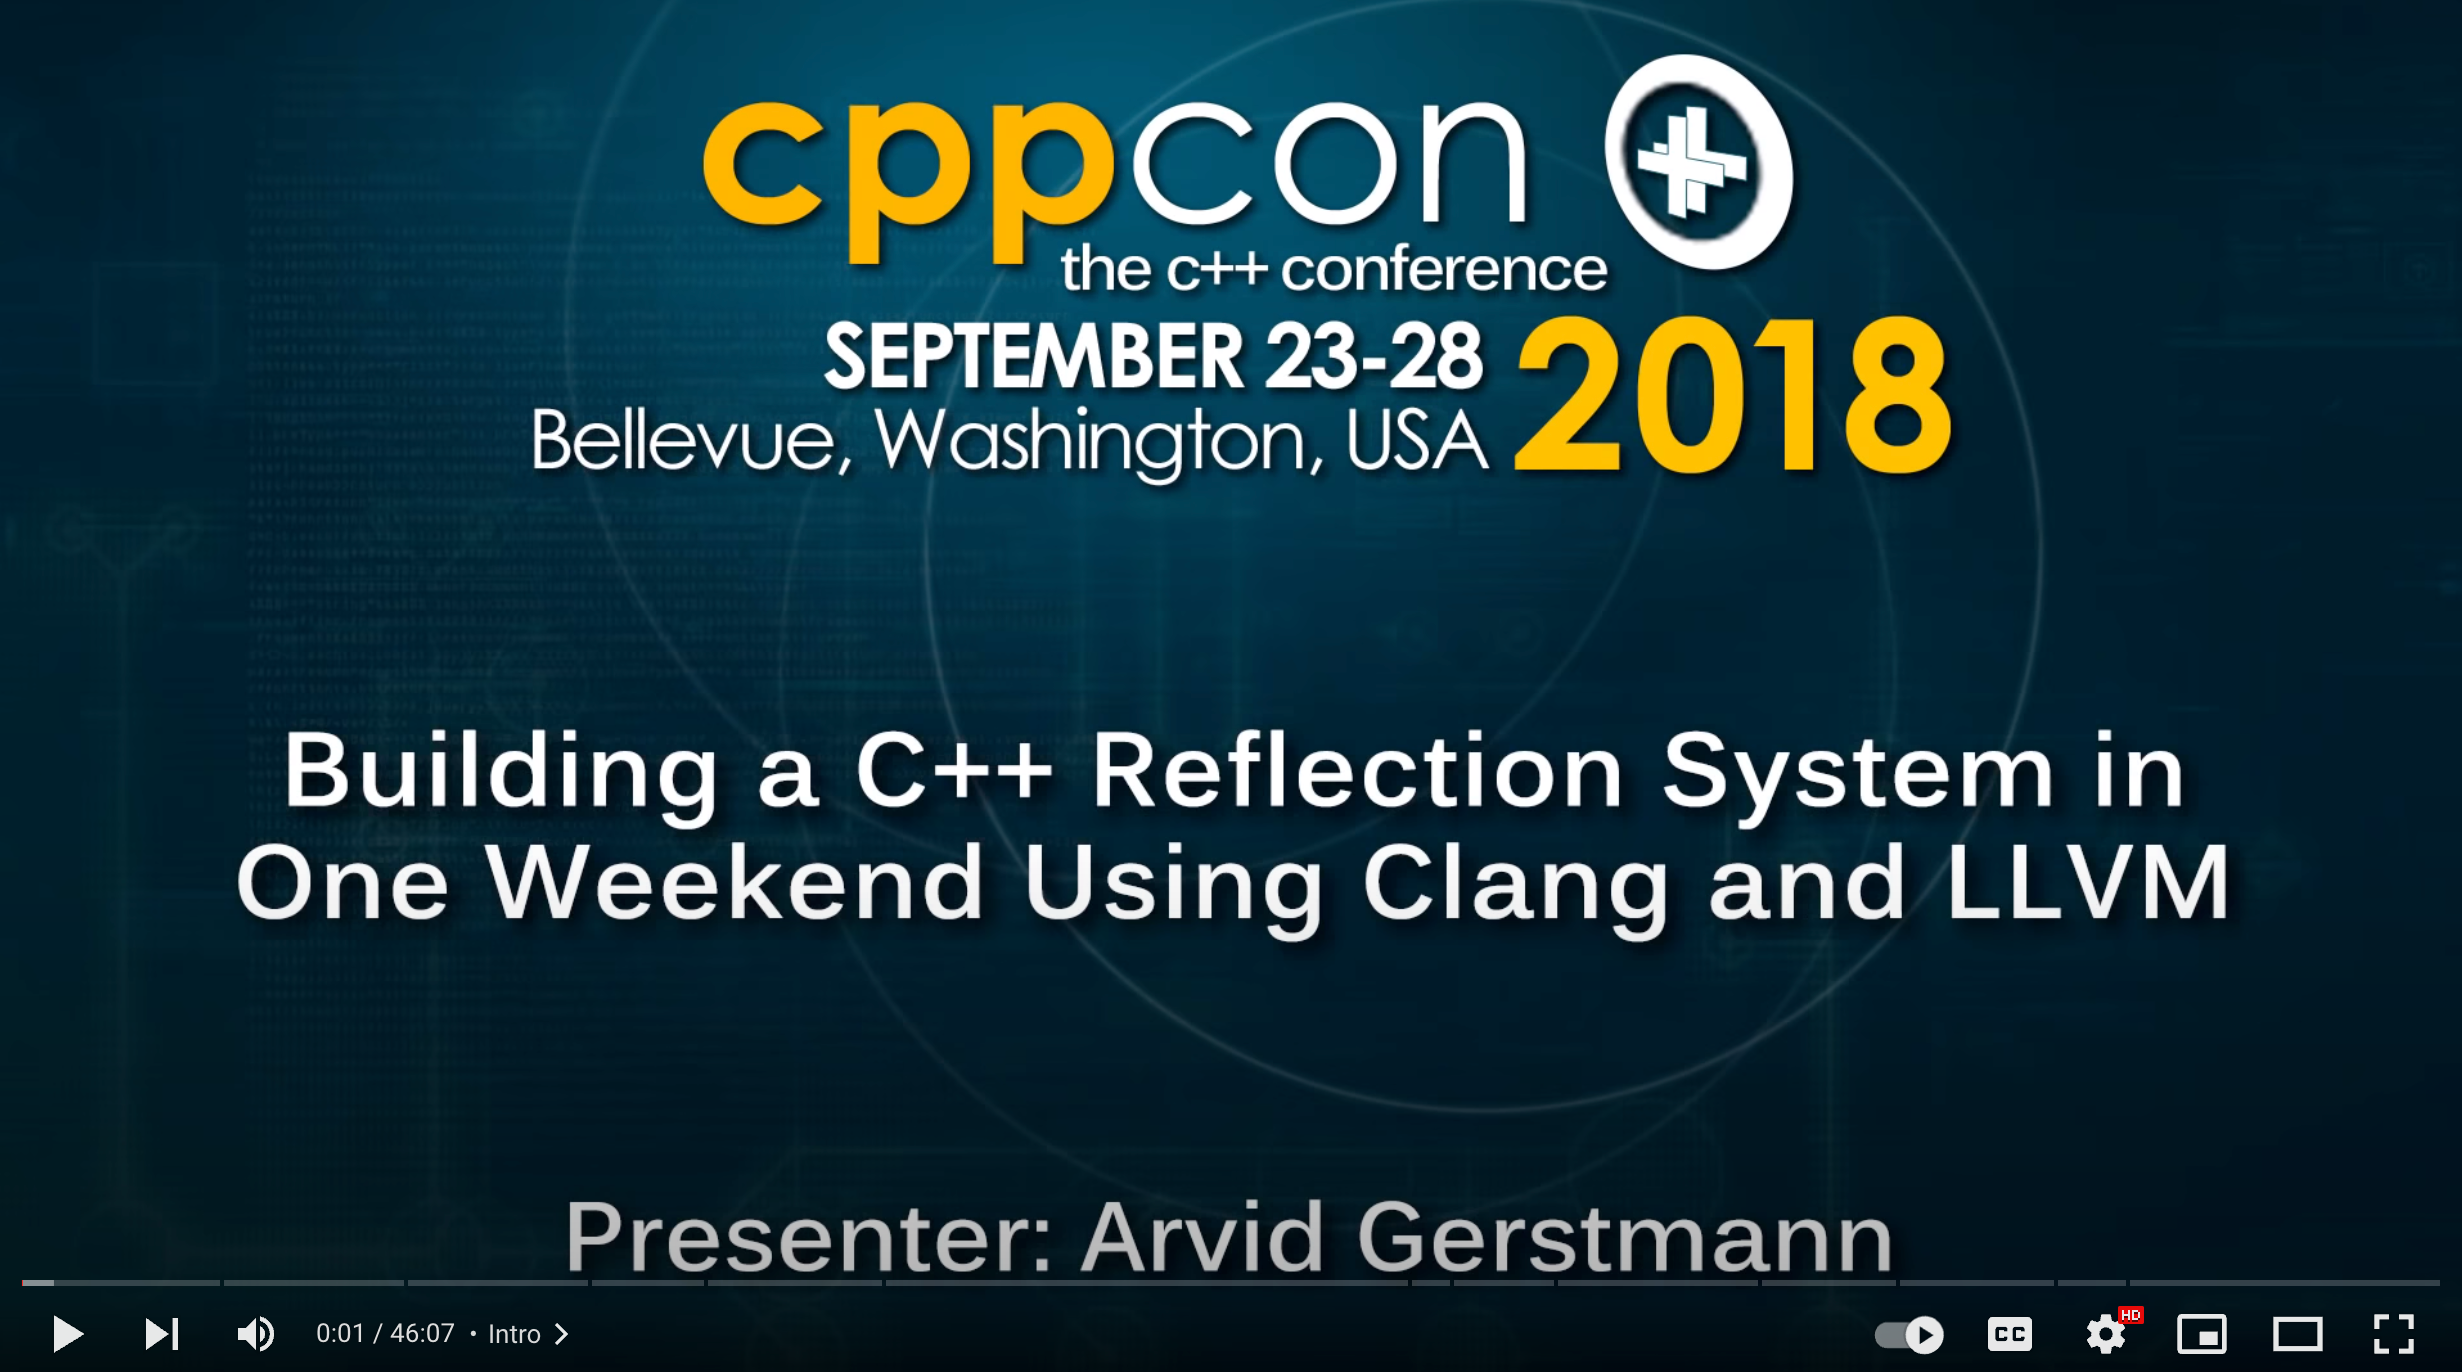 cppcon
the c++ conference
SEPTEMBER 23-28 2018
Bellevue, Washington, USA
Building a C++ Reflection System in
One Weekend Using Clang and LLVM
Presenter: Arvid Gerstmann
0:01 / 46:07 • Intro
CC
HD